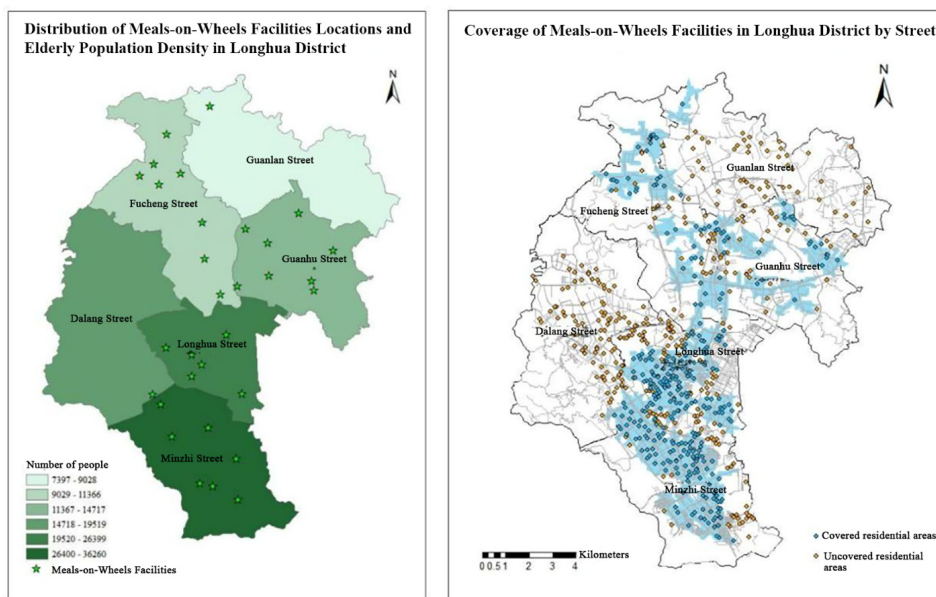 Distribution of Meals-on-Wheels Facilities Locations and
Elderly Population Density in Longhua District
N
Guanlan Street
Fucheng Street
Guanhu Street
Dalang Street
Longhua Street
Minzhi Street
Number of people
7397 - 9028
9029 - 11366
11367 - 14717
14718 - 19519
19520 - 26399
26400 - 36260
Meals-on-Wheels Facilities
Coverage of Meals-on-Wheels Facilities in Longhua District by Street
N
Guanlan Street
Fucheng Street
Guanhu Street
Dalang Street
Longhua Street
Minzhi Street
Kilometers
0 0.5 1 2 3 4
Covered residential areas
Uncovered residential
areas